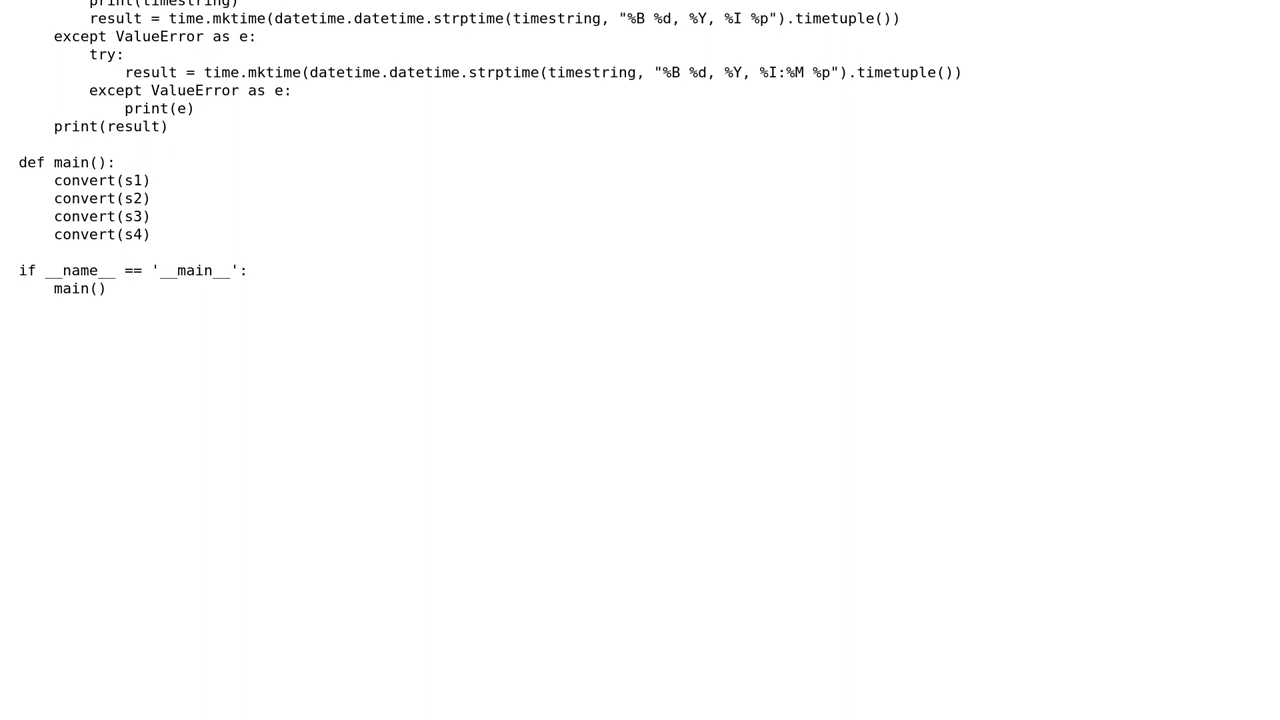 print(timestring)
        result = time.mktime(datetime.datetime.strptime(timestring, "%B %d, %Y, %I %p").timetuple())
    except ValueError as e:
        try:
            result = time.mktime(datetime.datetime.strptime(timestring, "%B %d, %Y, %I:%M %p").timetuple())
        except ValueError as e:
            print(e)
    print(result)

def main():
    convert(s1)
    convert(s2)
    convert(s3)
    convert(s4)

if __name__ == '__main__':
    main()